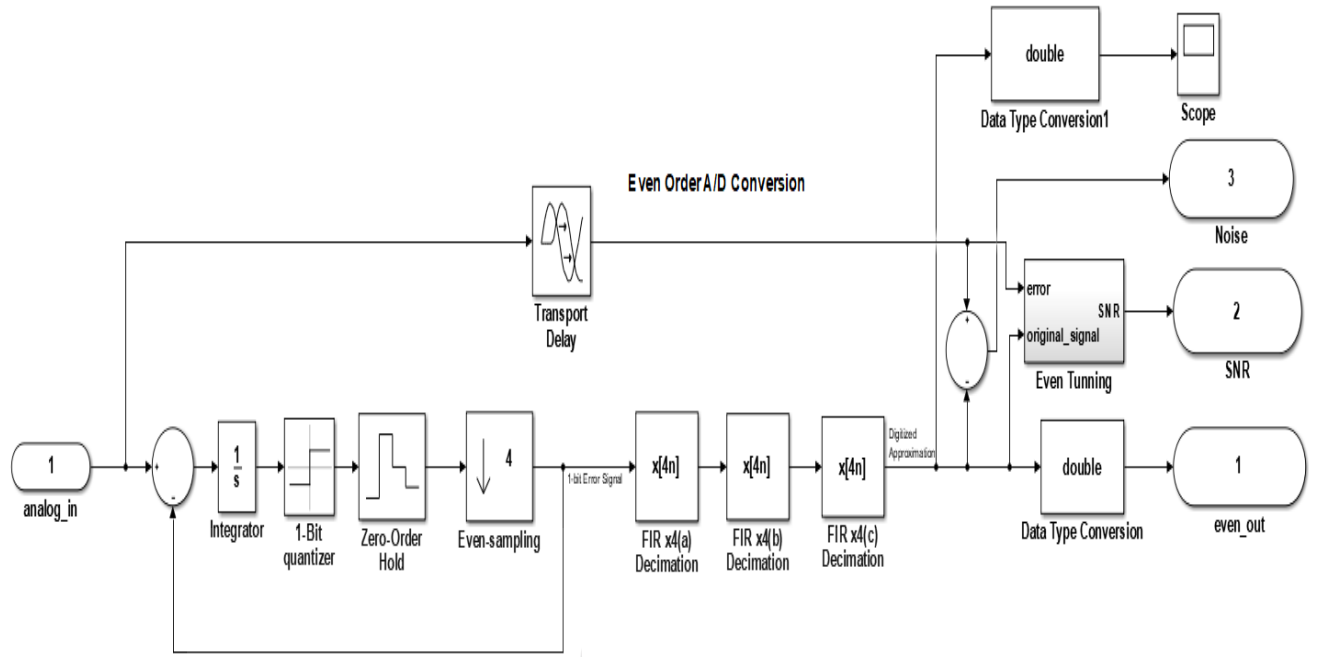 double
Data Type Conversion1
Scope
Even Order A/D Conversion
3
Noise
Transport
Delay
error
SNR
original_signal
Even Tunning
2
SNR
1
analog_in
+
-
1
s
Integrator
1-Bit
quantizer
Zero-Order
Hold
4
Even-sampling
1-bit Error Signal
x[4n]
FIR x4(a)
Decimation
x[4n]
FIR x4(b)
Decimation
x[4n]
FIR x4(c)
Decimation
Digitized
Approximation
+
-
double
Data Type Conversion
1
even_out